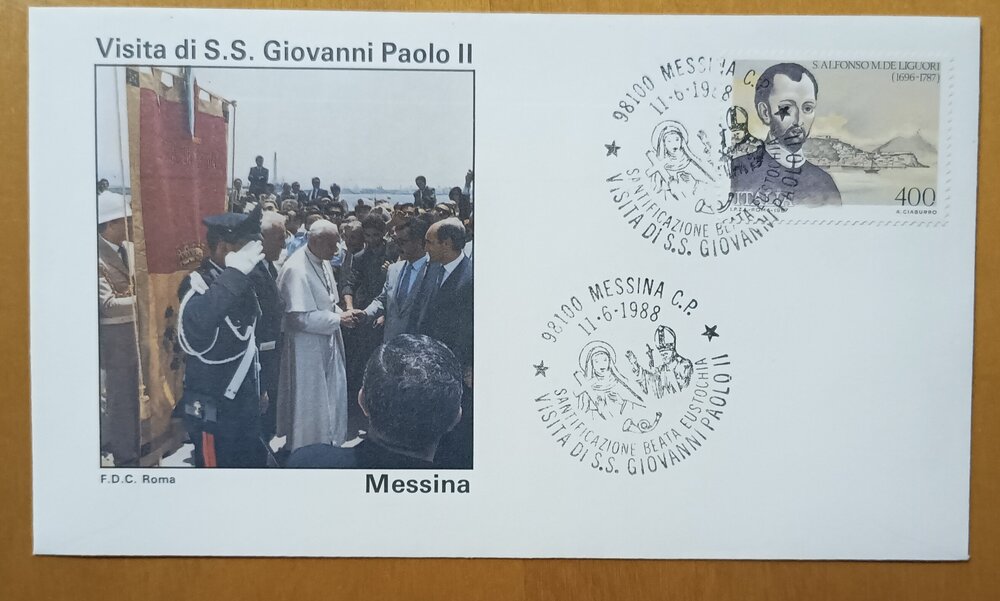 Visita di S.S. Giovanni Paolo II
S. ALFONSO M. DE LIGUORI
(1696-1787)
ITALIA
400
A. CIABURRO
98100 MESSINA C.P.
11-6-1988
SANTIFICAZIONE BEATA EUSTOCHIA
VISITA DI S.S. GIOVANNI PAOLO II
98100 MESSINA C.P.
11-6-1988
SANTIFICAZIONE BEATA EUSTOCHIA
VISITA DI S.S. GIOVANNI PAOLO II
F.D.C. Roma
Messina